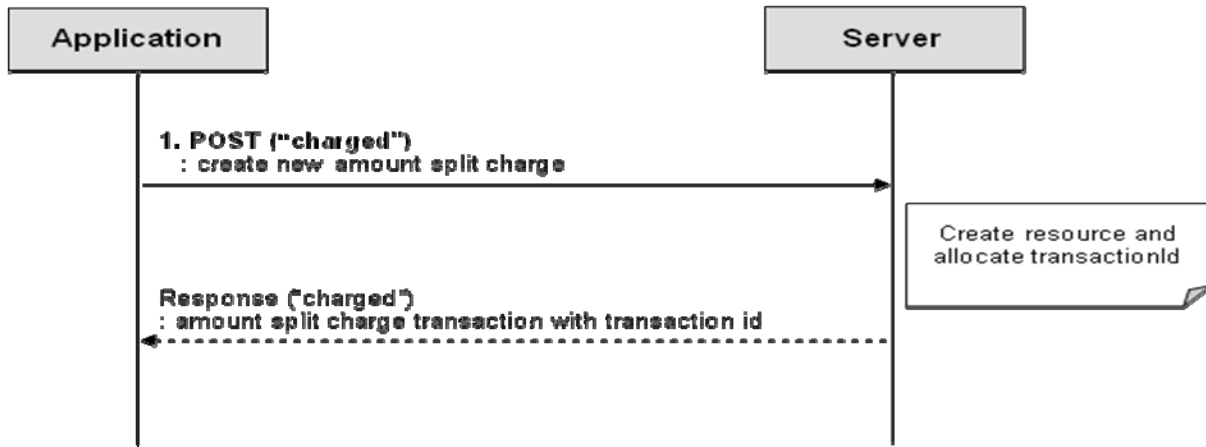 Application
Server
1. POST ("charged")
: create new amount split charge
Create resource and
allocate transactionId
Response ("charged")
: amount split charge transaction with transaction id